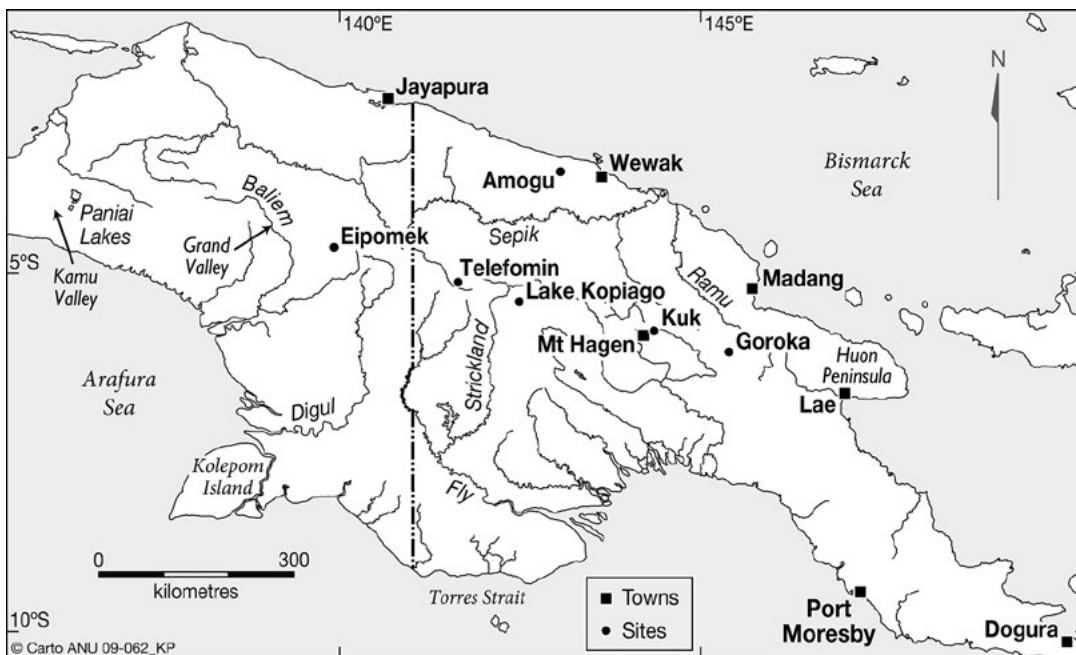 140ºE
145ºE
N
Jayapura
Wewak
Bismarck
Sea
Amogu
Baliem
Paniai
Lakes
Grand
Valley
Eipomek
Sepik
5ºS
Kamu
Valley
Telefomin
Lake Kopiago
Ramu
Madang
Kuk
Mt Hagen
Goroka
Huon
Peninsula
Strickland
Arafura
Sea
Lae
Digul
Kolepom
Island
Fly
0
300
kilometres
Torres Strait
Towns
Sites
Port
Moresby
Dogura
10ºS
© Carto ANU 09-062_KP